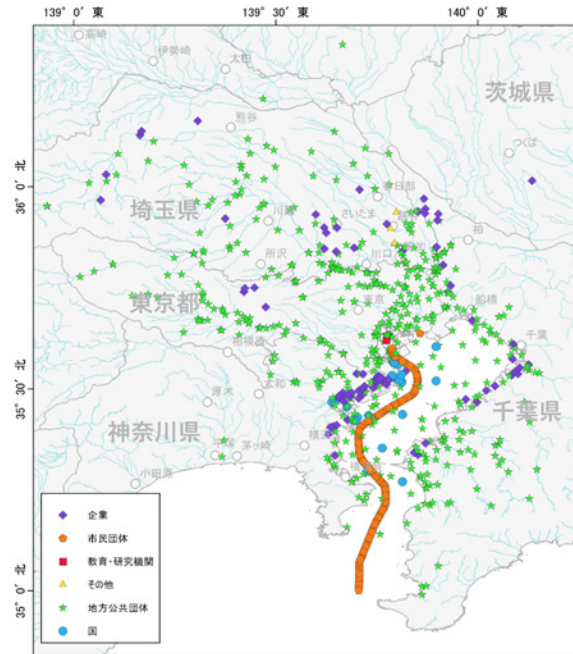 139° 0′ 東
139° 30′ 東
140° 0′ 東
高崎
伊勢崎
太田
茨城県
熊谷
つくば
36° 0′ 北
春日部
埼玉県
さいたま
川越
柏
所沢
川口
東京都
東京
船橋
相模原
千葉
35° 30′ 北
厚木
大和
千葉県
神奈川県
平塚
茅ヶ崎
小田原
企業
市民団体
教育・研究機関
その他
地方公共団体
国
35° 0′ 北